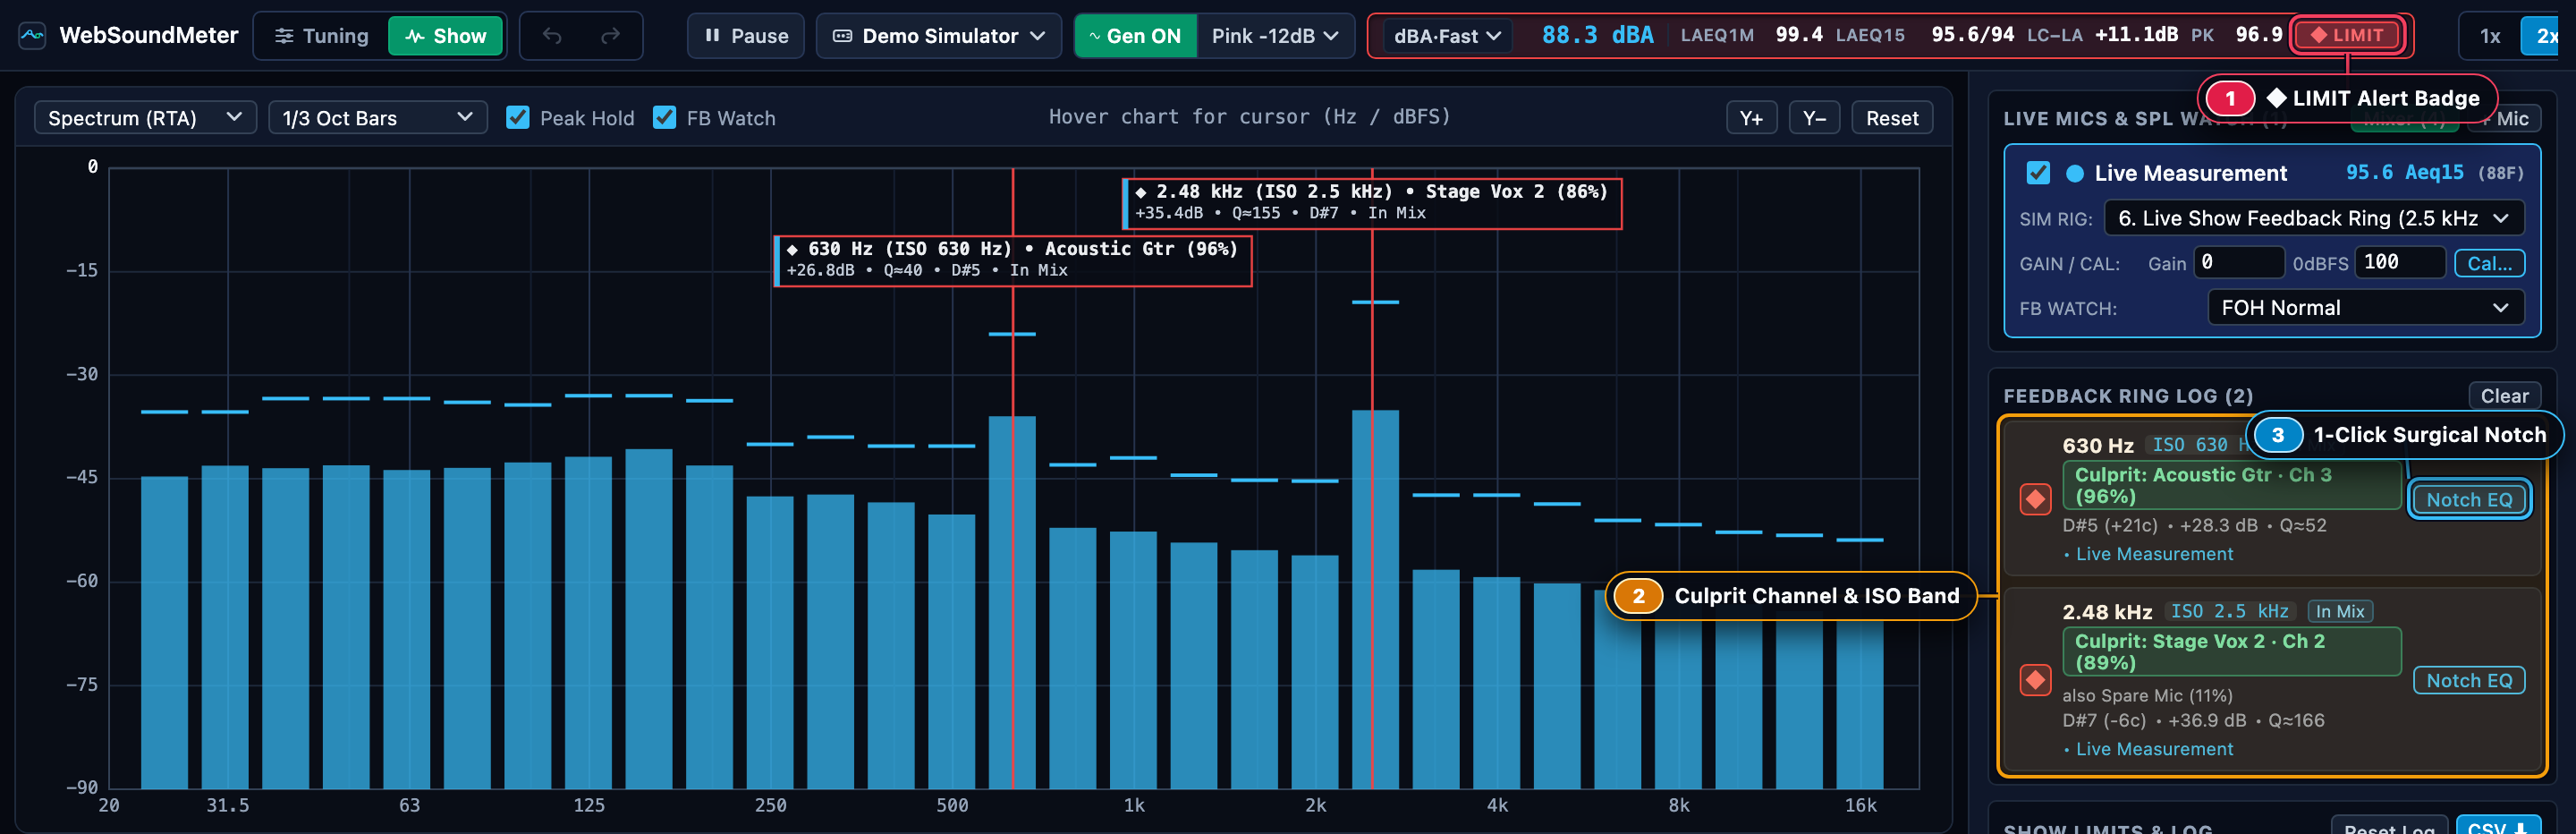 WebSoundMeter
Tuning
Show
Pause
Demo Simulator
~ Gen ON
Pink -12dB
dBA·Fast
88.3 dBA
LAEQ1M 99.4
LAEQ15 95.6/94
LC−LA +11.1dB
PK 96.9
◆ LIMIT
1x
2x
1 ◆ LIMIT Alert Badge
Spectrum (RTA)
1/3 Oct Bars
Peak Hold
FB Watch
Hover chart for cursor (Hz / dBFS)
Y+
Y−
Reset
0
−15
−30
−45
−60
−75
−90
20
31.5
63
125
250
500
1k
2k
4k
8k
16k
◆ 2.48 kHz (ISO 2.5 kHz) • Stage Vox 2 (86%)
+35.4dB • Q≈155 • D#7 • In Mix
◆ 630 Hz (ISO 630 Hz) • Acoustic Gtr (96%)
+26.8dB • Q≈40 • D#5 • In Mix
LIVE MICS & SPL WATCH (1)
Mixer (4)
+ Mic
Live Measurement
95.6 Aeq15 (88F)
SIM RIG: 6. Live Show Feedback Ring (2.5 kHz
GAIN / CAL: Gain 0 0dBFS 100 Cal...
FB WATCH: FOH Normal
FEEDBACK RING LOG (2)
Clear
3 1-Click Surgical Notch
630 Hz ISO 630 H
Culprit: Acoustic Gtr · Ch 3
(96%)
Notch EQ
D#5 (+21c) • +28.3 dB • Q≈52
• Live Measurement
2 Culprit Channel & ISO Band
2.48 kHz ISO 2.5 kHz In Mix
Culprit: Stage Vox 2 · Ch 2
(89%)
Notch EQ
also Spare Mic (11%)
D#7 (-6c) • +36.9 dB • Q≈166
• Live Measurement
SHOW LIMITS & LOG
Reset Log
CSV